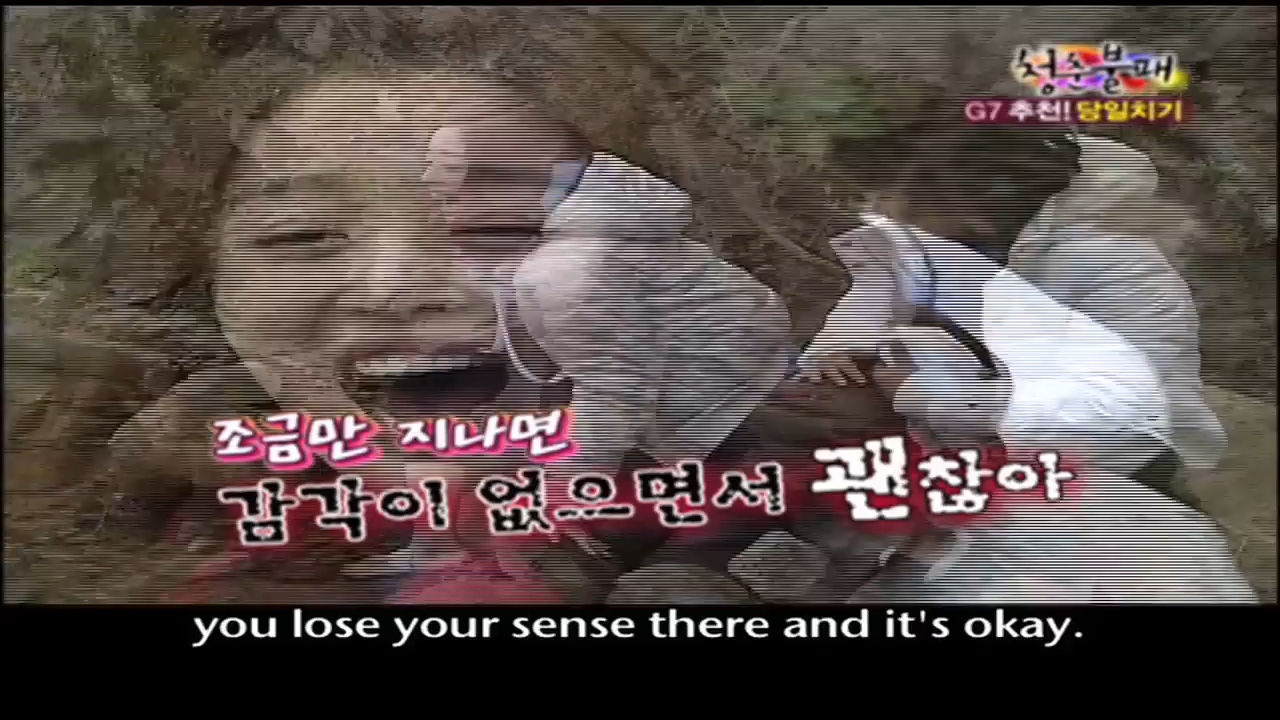 청춘불패
G7 추천! 당일치기
조금만 지나면
감각이 없으면서 괜찮아
you lose your sense there and it's okay.